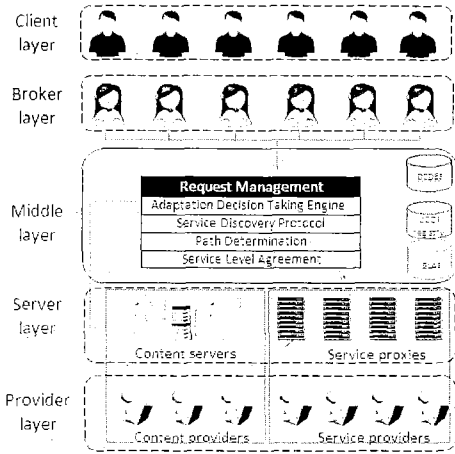 Client
layer
Broker
layer
Middle
layer
Request Management
Adaptation Decision Taking Engine
Service Discovery Protocol
Path Determination
Service Level Agreement
Server
layer
Content servers
Service proxies
Provider
layer
Content providers
Service providers